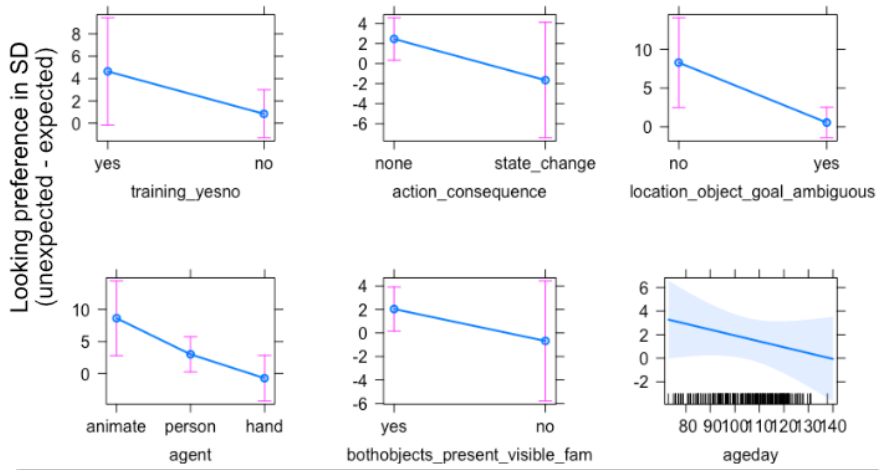 Looking preference in SD
(unexpected - expected)
8
6
4
2
0
yes no
training_yesno
4
2
0
-2
-4
-6
none state_change
action_consequence
10
5
0
no yes
location_object_goal_ambiguous
10
5
0
animate person hand
agent
4
2
0
-2
-4
-6
yes no
bothobjects_present_visible_fam
6
4
2
0
-2
80 90 100 110 120 130 140
ageday